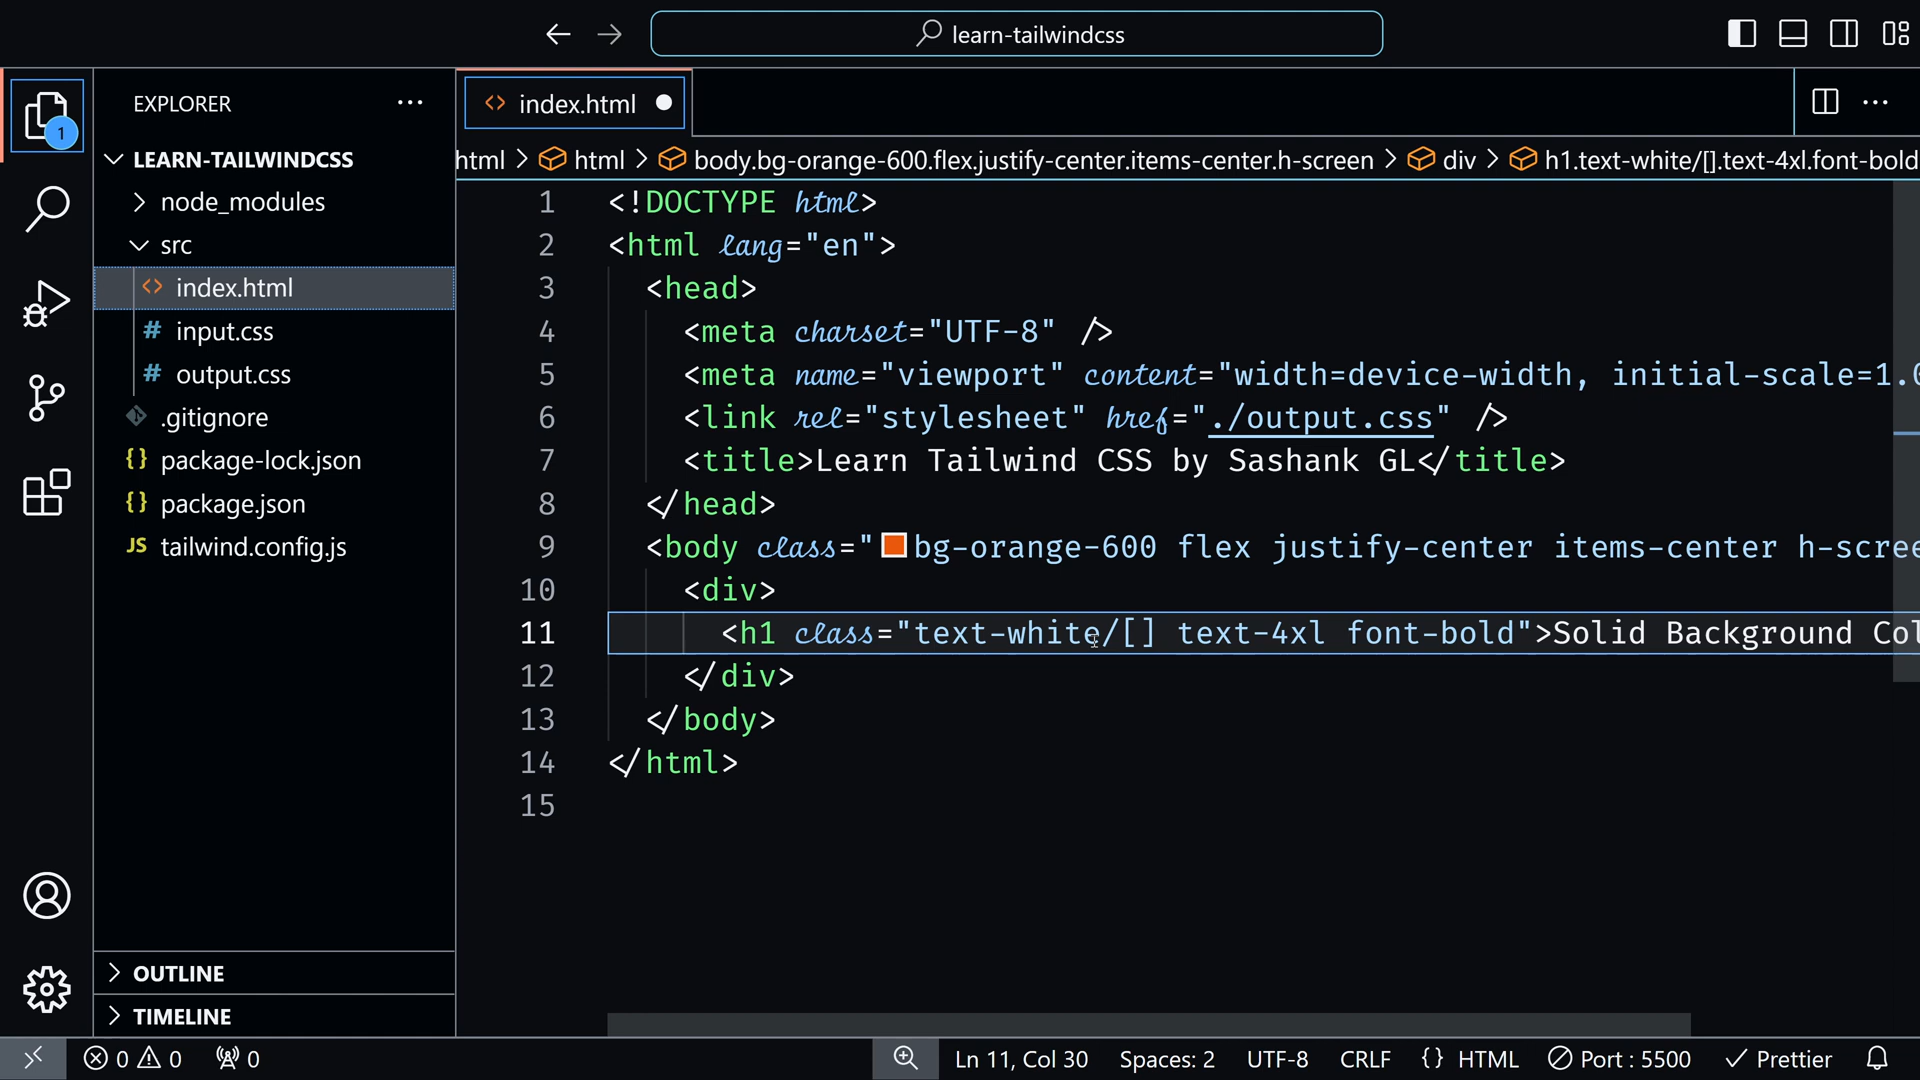 learn-tailwindcss
EXPLORER
1
LEARN-TAILWINDCSS
node_modules
src
index.html
input.css
output.css
.gitignore
package-lock.json
package.json
tailwind.config.js
OUTLINE
TIMELINE
index.html
html > html > body.bg-orange-600.flex.justify-center.items-center.h-screen > div > h1.text-white/[].text-4xl.font-bold
1 <!DOCTYPE html>
2 <html lang="en">
3 <head>
4 <meta charset="UTF-8" />
5 <meta name="viewport" content="width=device-width, initial-scale=1.0
6 <link rel="stylesheet" href="./output.css" />
7 <title>Learn Tailwind CSS by Sashank GL</title>
8 </head>
9 <body class="bg-orange-600 flex justify-center items-center h-scree
10 <div>
11 <h1 class="text-white/[] text-4xl font-bold">Solid Background Col
12 </div>
13 </body>
14 </html>
15
0 0 0 Ln 11, Col 30 Spaces: 2 UTF-8 CRLF {} HTML Port : 5500 Prettier